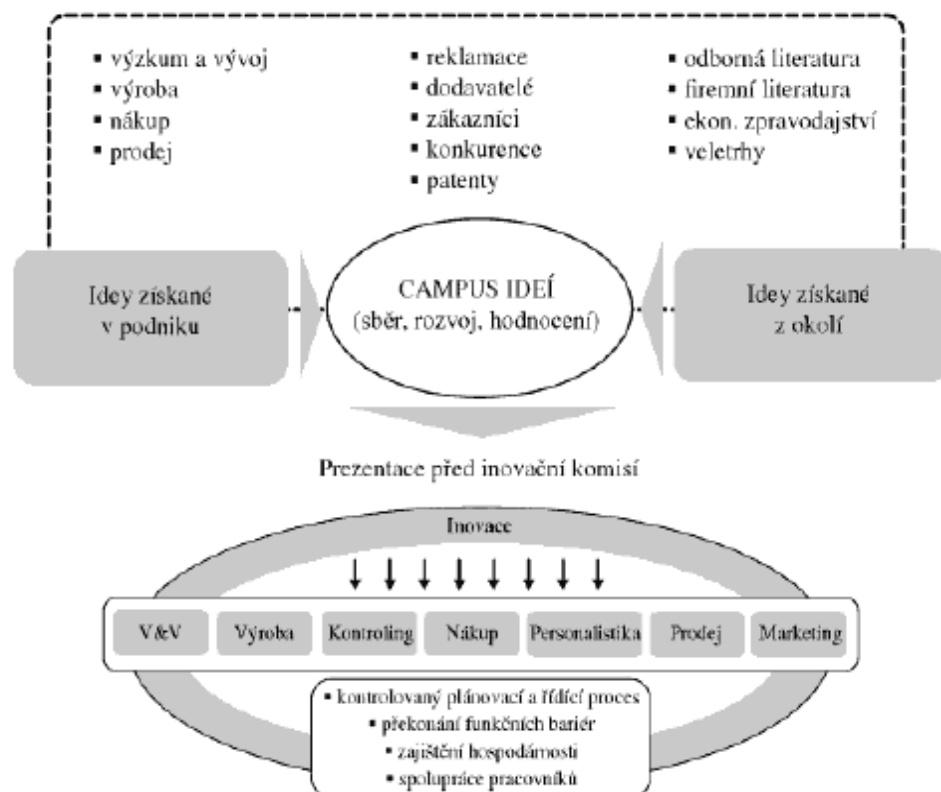 ▪ výzkum a vývoj
▪ výroba
▪ nákup
▪ prodej
▪ reklamace
▪ dodavatelé
▪ zákazníci
▪ konkurence
▪ patenty
▪ odborná literatura
▪ firemní literatura
▪ ekon. zpravodajství
▪ veletrhy
Idey získané
v podniku
CAMPUS IDEÍ
(sběr, rozvoj, hodnocení)
Idey získané
z okolí
Prezentace před inovační komisí
Inovace
V&V
Výroba
Kontroling
Nákup
Personalistika
Prodej
Marketing
▪ kontrolovaný plánovací a řídící proces
▪ překonání funkčních bariér
▪ zajištění hospodárnosti
▪ spolupráce pracovníků